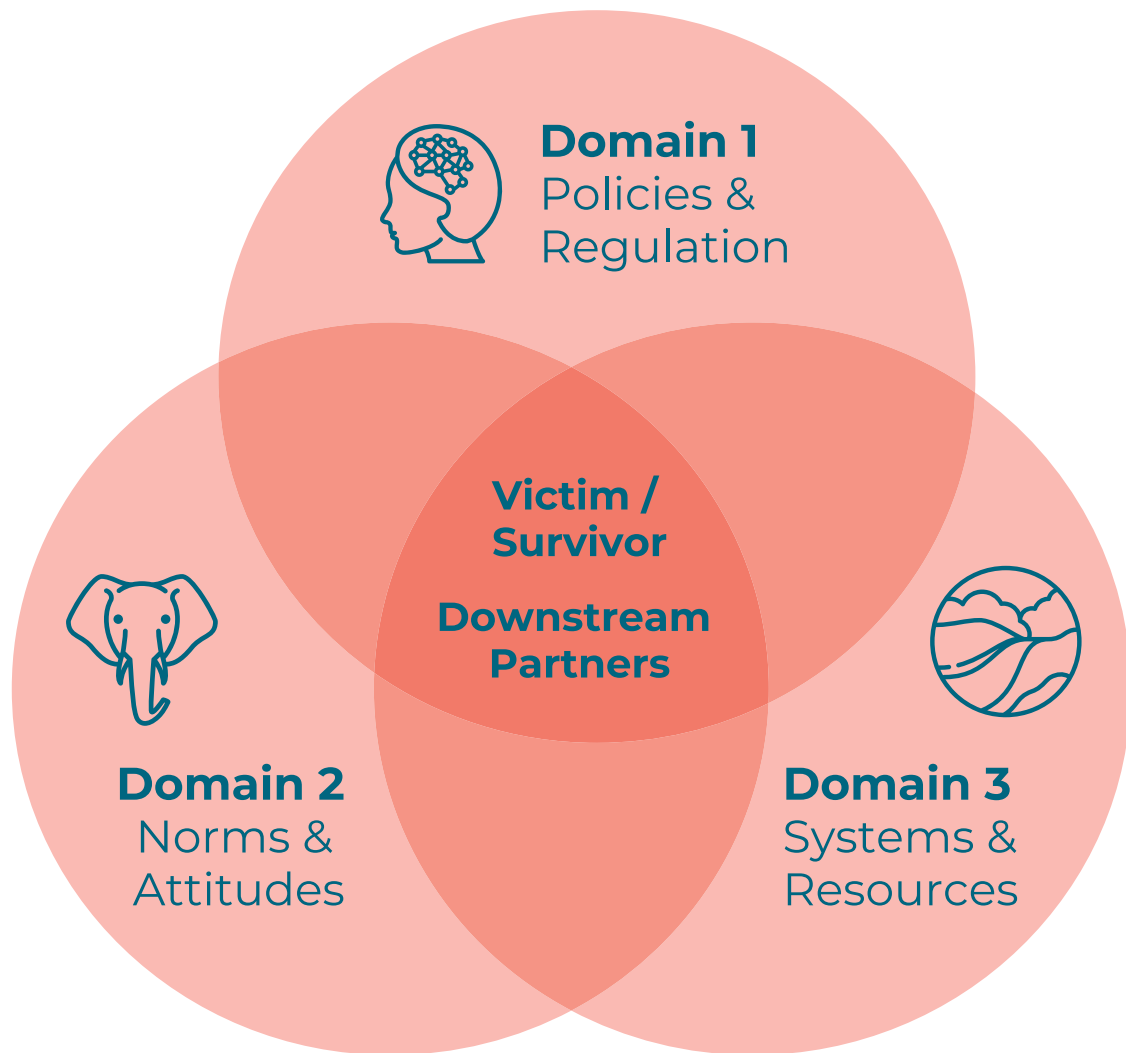 Domain 1
Policies &
Regulation
Victim /
Survivor
Downstream
Partners
Domain 2
Norms &
Attitudes
Domain 3
Systems &
Resources